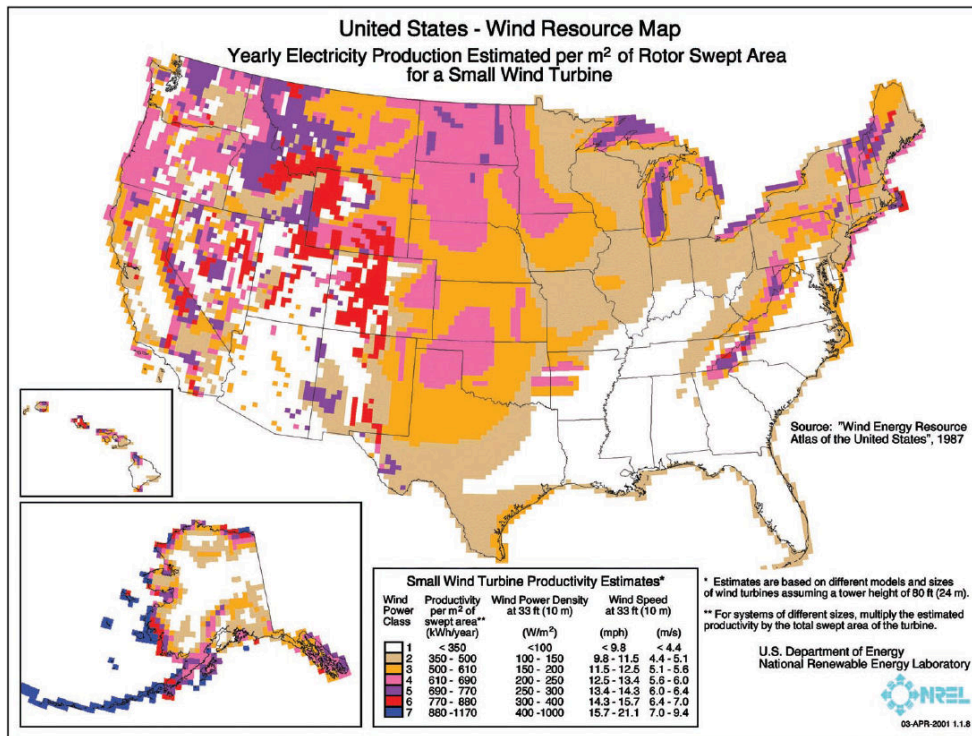 United States - Wind Resource Map
Yearly Electricity Production Estimated per m² of Rotor Swept Area
for a Small Wind Turbine
Source: "Wind Energy Resource
Atlas of the United States", 1987
Small Wind Turbine Productivity Estimates*
Wind Power Class | Productivity per m² of swept area** (kWh/year) | Wind Power Density at 33 ft (10 m) (W/m²) | Wind Speed at 33 ft (10 m) (mph) (m/s)
1 < 350 <100 < 9.8 < 4.4
2 350 - 500 100 - 150 9.8 - 11.5 4.4 - 5.1
3 500 - 610 150 - 200 11.5 - 12.5 5.1 - 5.6
4 610 - 690 200 - 250 12.5 - 13.4 5.6 - 6.0
5 690 - 770 250 - 300 13.4 - 14.3 6.0 - 6.4
6 770 - 880 300 - 400 14.3 - 15.7 6.4 - 7.0
7 880 -1170 400 -1000 15.7 - 21.1 7.0 - 9.4
* Estimates are based on different models and sizes
of wind turbines assuming a tower height of 80 ft (24 m).
** For systems of different sizes, multiply the estimated
productivity by the total swept area of the turbine.
U.S. Department of Energy
National Renewable Energy Laboratory
NREL
03-APR-2001 1.1.8